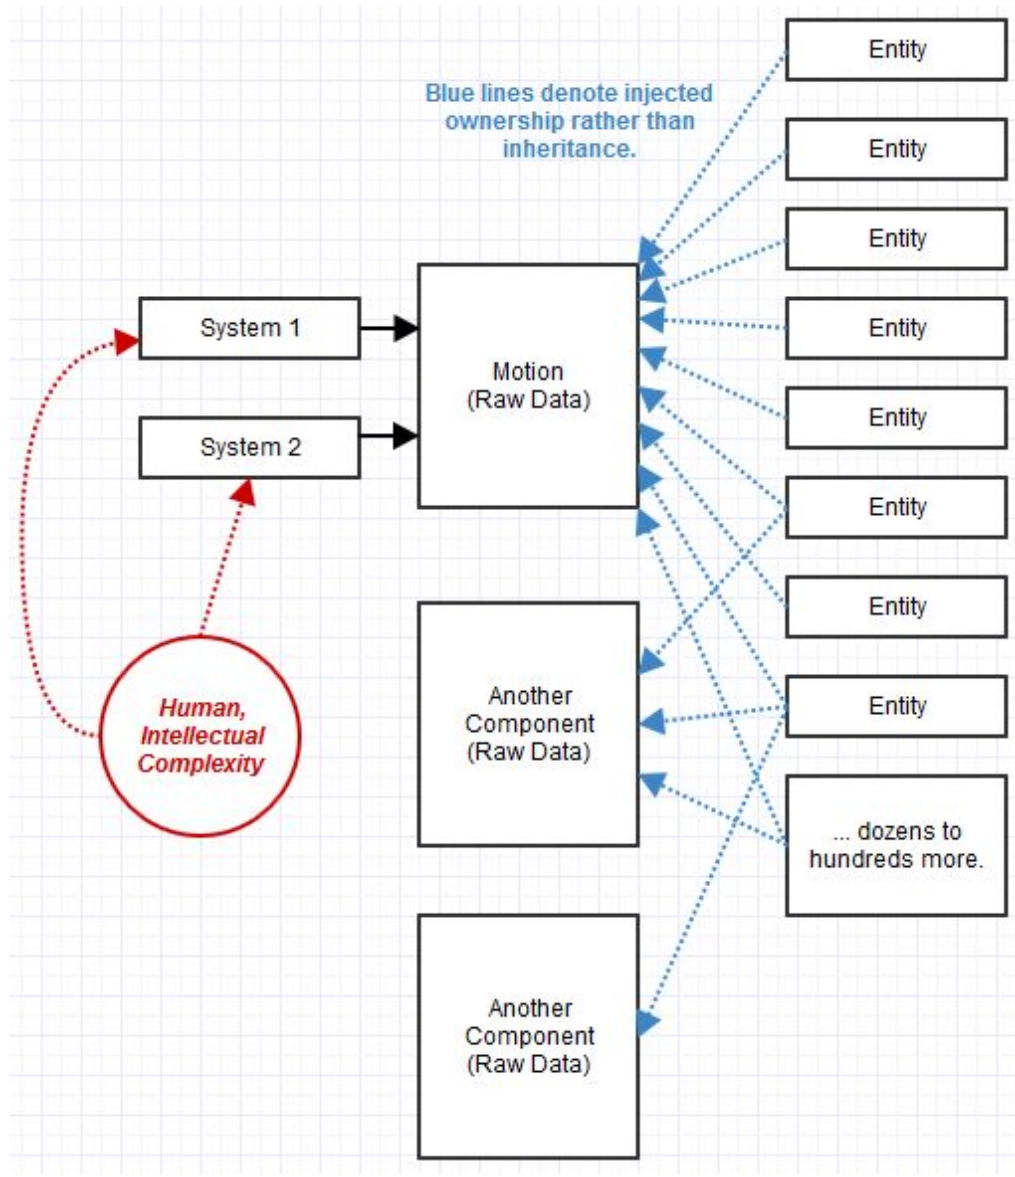 Entity
Blue lines denote injected
ownership rather than
inheritance.
Entity
Entity
System 1
Entity
Motion
(Raw Data)
Entity
System 2
Entity
Entity
Human,
Intellectual
Complexity
Another
Component
(Raw Data)
Entity
... dozens to
hundreds more.
Another
Component
(Raw Data)